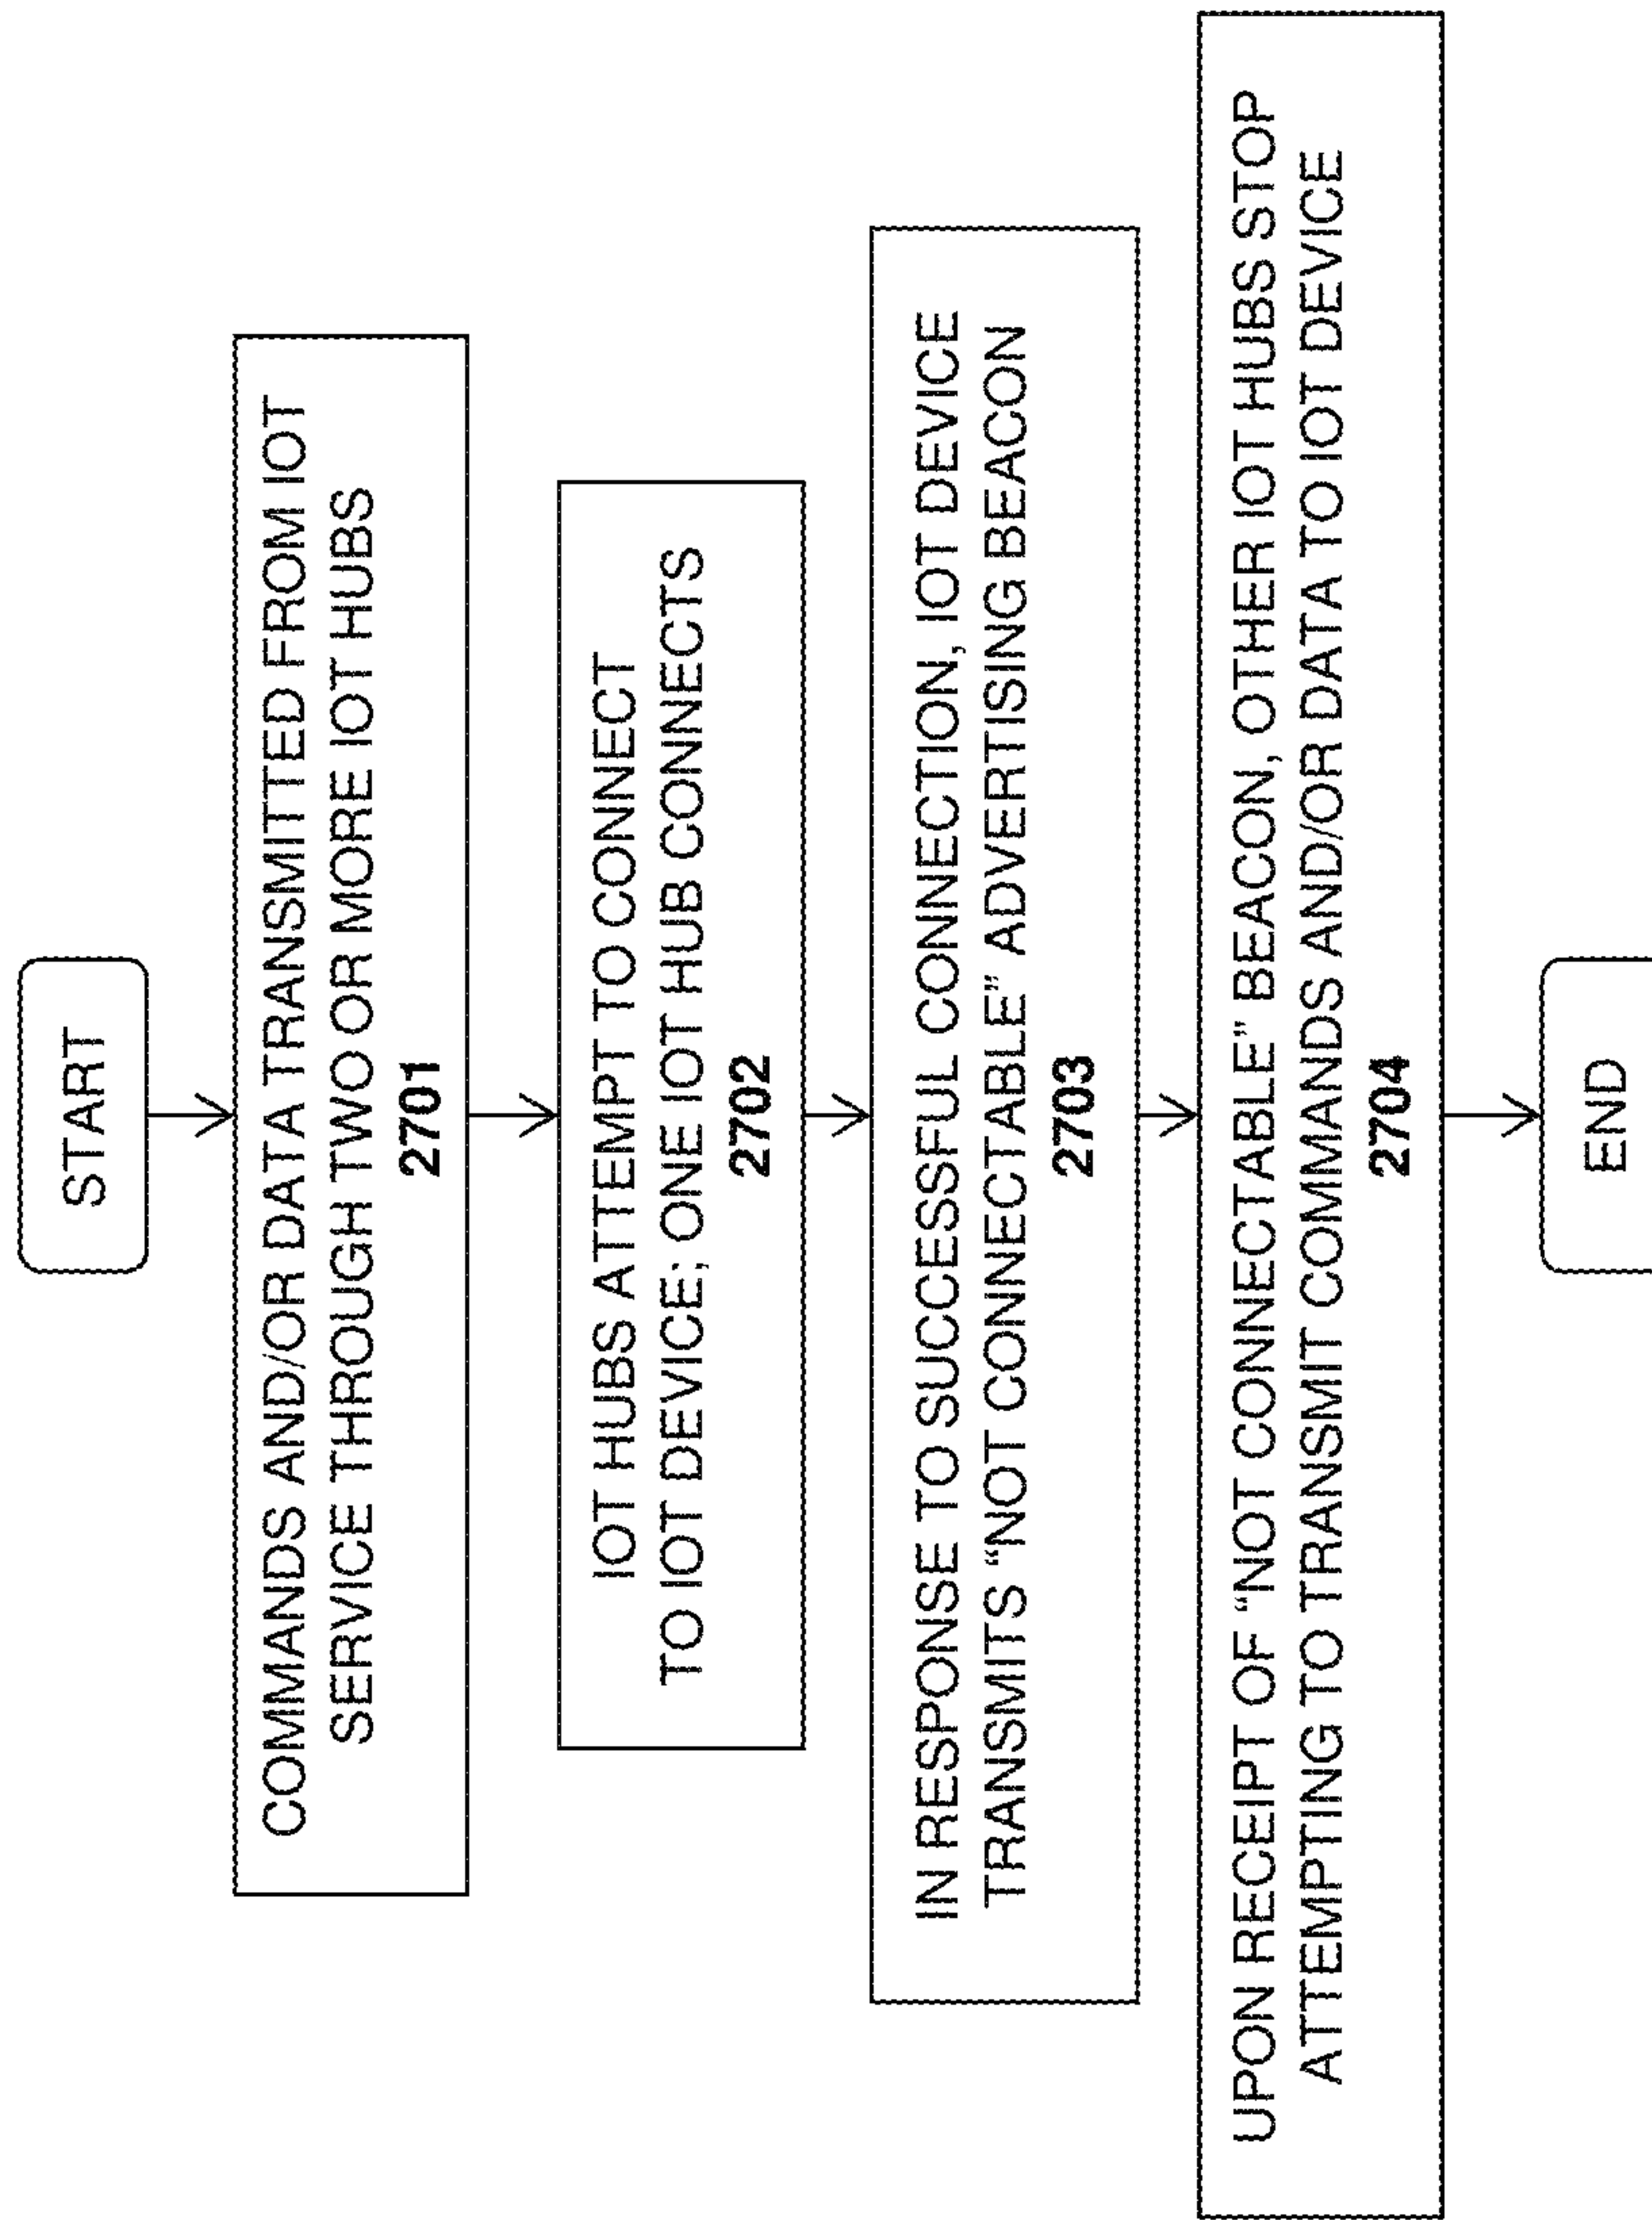 START
COMMANDS AND/OR DATA TRANSMITTED FROM IOT
SERVICE THROUGH TWO OR MORE IOT HUBS
2701
IOT HUBS ATTEMPT TO CONNECT
TO IOT DEVICE; ONE IOT HUB CONNECTS
2702
IN RESPONSE TO SUCCESSFUL CONNECTION, IOT DEVICE
TRANSMITS “NOT CONNECTABLE” ADVERTISING BEACON
2703
UPON RECEIPT OF “NOT CONNECTABLE” BEACON, OTHER IOT HUBS STOP
ATTEMPTING TO TRANSMIT COMMANDS AND/OR DATA TO IOT DEVICE
2704
END